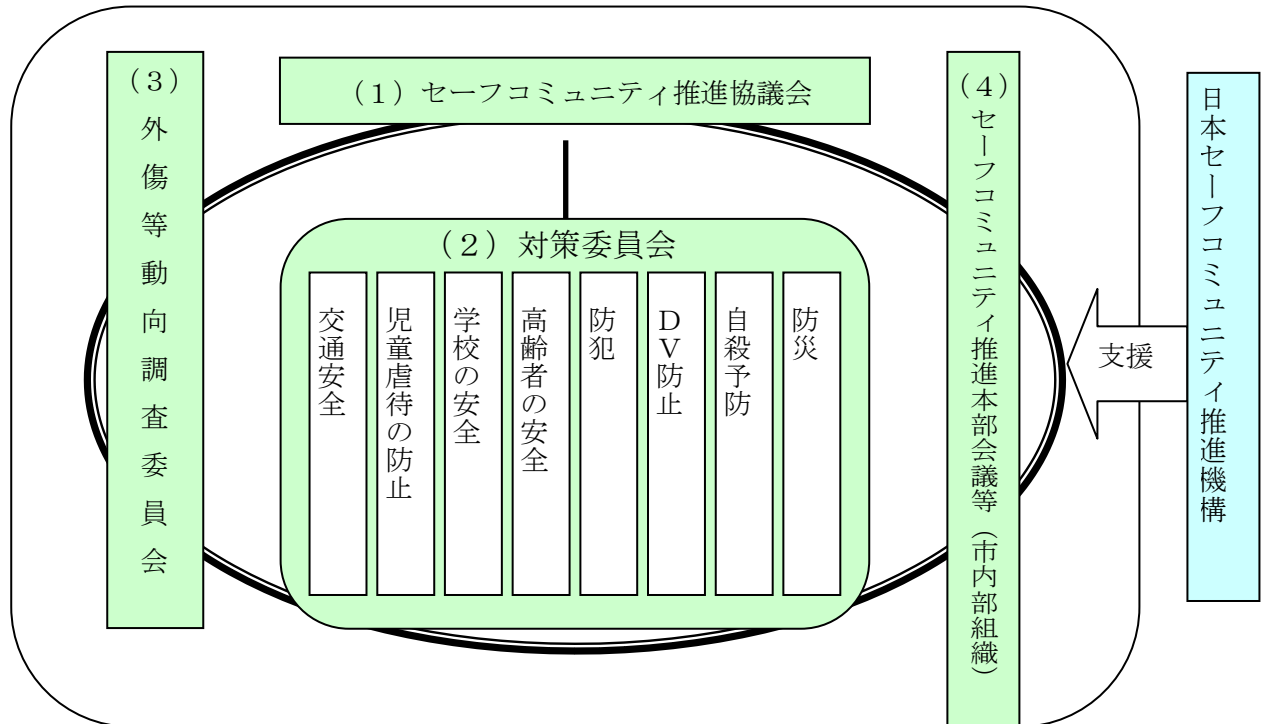 （1）セーフコミュニティ推進協議会
（2）対策委員会
交通安全
児童虐待の防止
学校の安全
高齢者の安全
防犯
ＤＶ防止
自殺予防
防災
（3）
外傷等動向調査委員会
（4）
セーフコミュニティ推進本部会議等（市内部組織）
支援
日本セーフコミュニティ推進機構